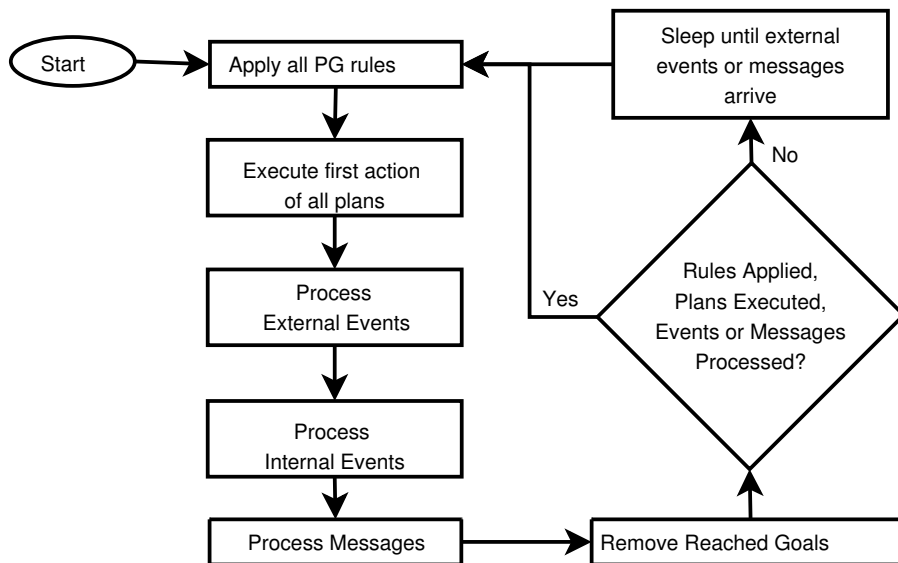 Start
Apply all PG rules
Execute first action
of all plans
Process
External Events
Process
Internal Events
Process Messages
Remove Reached Goals
Rules Applied,
Plans Executed,
Events or Messages
Processed?
Yes
No
Sleep until external
events or messages
arrive